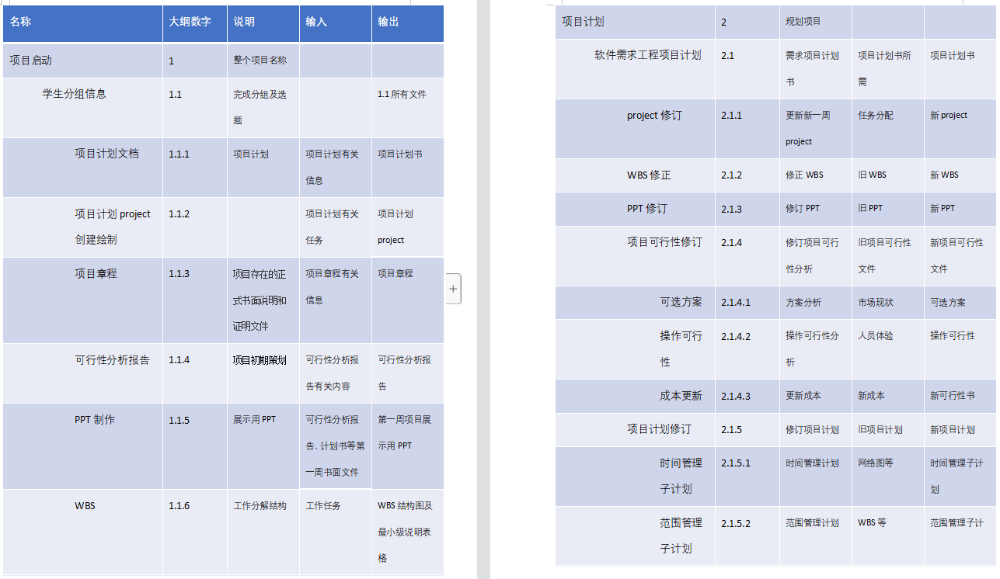 名称 大纲数字 说明 输入 输出
项目启动 1 整个项目名称
学生分组信息 1.1 完成分组及选 1.1 所有文件
题
项目计划文档 1.1.1 项目计划 项目计划有关 项目计划书
信息
项目计划 project 1.1.2 项目计划有关 项目计划
创建绘制 任务 project
项目章程 1.1.3 项目存在的正 项目章程有关 项目章程
式书面说明和 信息
证明文件
可行性分析报告 1.1.4 项目初期策划 可行性分析报 可行性分析报
告有关内容 告
PPT 制作 1.1.5 展示用 PPT 可行性分析报 第一周项目展
告、计划书等第 示用 PPT
一周书面文件
WBS 1.1.6 工作分解结构 工作任务 WBS 结构图及
最小级说明表
格
项目计划 2 规划项目
软件需求工程项目计划 2.1 需求项目计划 项目计划书所 项目计划书
书 需
project 修订 2.1.1 更新新一周 任务分配 新 project
project
WBS 修正 2.1.2 修正 WBS 旧 WBS 新 WBS
PPT 修订 2.1.3 修订 PPT 旧 PPT 新 PPT
项目可行性修订 2.1.4 修订项目可行 旧项目可行性 新项目可行性
性分析 文件 文件
可选方案 2.1.4.1 方案分析 市场现状 可选方案
操作可行 2.1.4.2 操作可行性分 人员体验 操作可行性
性 析
成本更新 2.1.4.3 更新成本 新成本 新可行性书
项目计划修订 2.1.5 修订项目计划 旧项目计划 新项目计划
时间管理 2.1.5.1 时间管理计划 网络图等 时间管理子计
子计划 划
范围管理 2.1.5.2 范围管理计划 WBS 等 范围管理子计
子计划